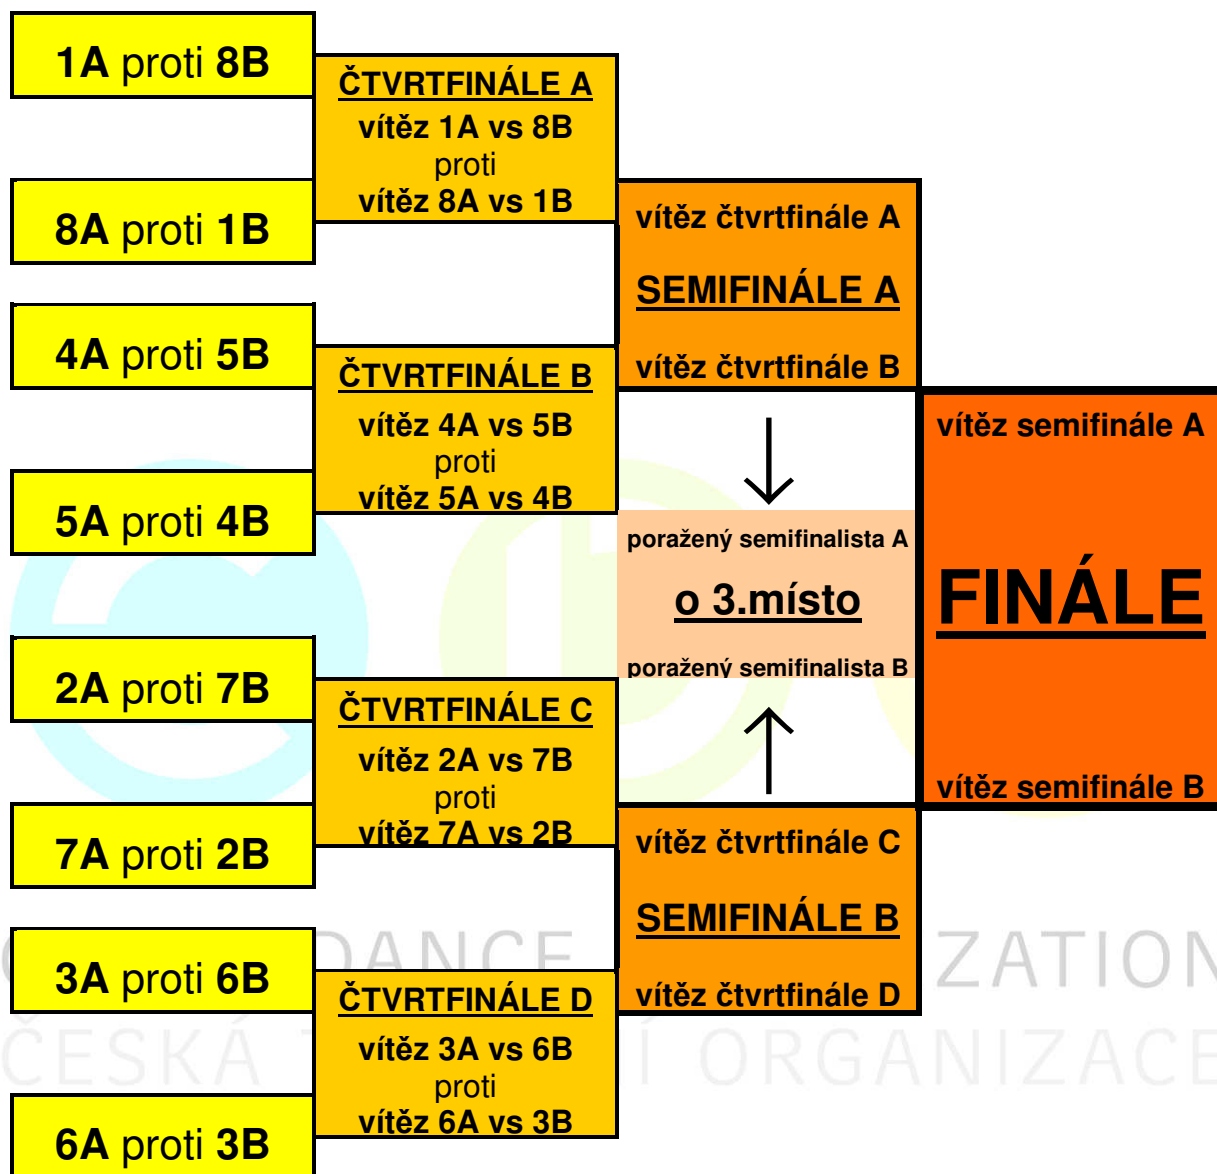 1A proti 8B
8A proti 1B
4A proti 5B
5A proti 4B
2A proti 7B
7A proti 2B
3A proti 6B
6A proti 3B
ČTVRTFINÁLE A
vítěz 1A vs 8B
proti
vítěz 8A vs 1B
ČTVRTFINÁLE B
vítěz 4A vs 5B
proti
vítěz 5A vs 4B
ČTVRTFINÁLE C
vítěz 2A vs 7B
proti
vítěz 7A vs 2B
ČTVRTFINÁLE D
vítěz 3A vs 6B
proti
vítěz 6A vs 3B
vítěz čtvrtfinále A
SEMIFINÁLE A
vítěz čtvrtfinále B
poražený semifinalista A
o 3.místo
poražený semifinalista B
vítěz čtvrtfinále C
SEMIFINÁLE B
vítěz čtvrtfinále D
vítěz semifinále A
FINÁLE
vítěz semifinále B
DANCE
ČESKÁ ORGANIZACE